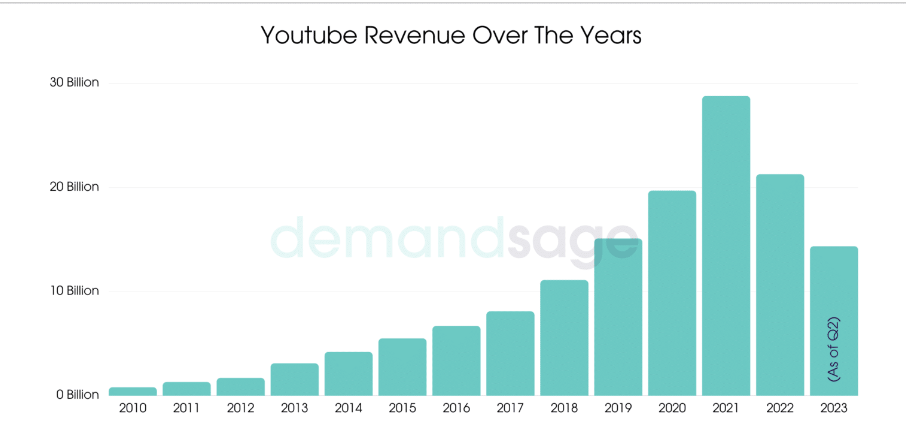 Youtube Revenue Over The Years
30 Billion
20 Billion
demandsage
10 Billion
(As of Q2)
0 Billion
2010 2011 2012 2013 2014 2015 2016 2017 2018 2019 2020 2021 2022 2023